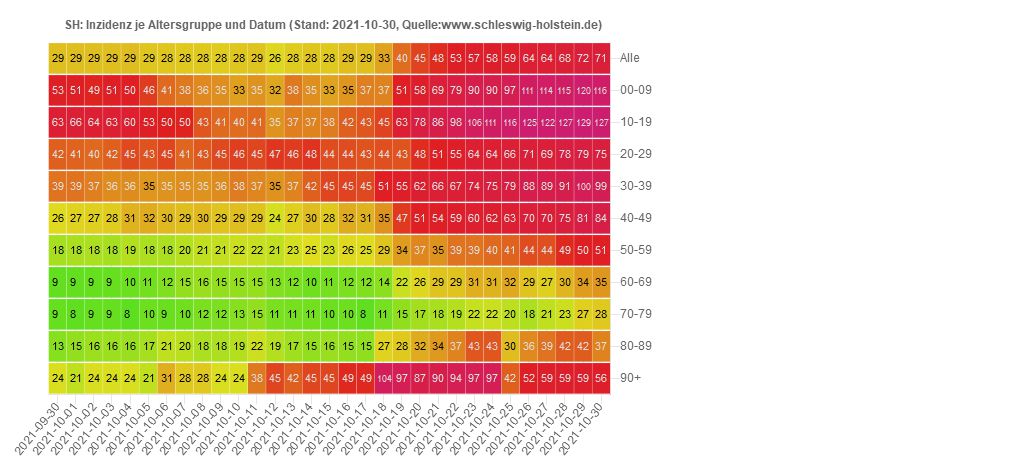 SH: Inzidenz je Altersgruppe und Datum (Stand: 2021-10-30, Quelle:www.schleswig-holstein.de)
29 29 29 29 29 29 28 28 28 28 28 29 26 28 28 28 29 29 33 40 45 48 53 57 58 59 64 64 68 72 71 Alle
53 51 49 51 50 46 41 38 36 35 33 35 32 38 35 33 35 37 37 51 58 69 79 90 90 97 111 114 115 120 116 00-09
63 66 64 63 60 53 50 50 43 41 40 41 35 37 37 38 42 43 45 63 78 86 98 106 111 116 125 122 127 129 127 10-19
42 41 40 42 45 43 45 41 43 45 46 45 47 46 48 44 44 43 44 43 48 51 55 64 64 66 71 69 78 79 75 20-29
39 39 37 36 36 35 35 35 35 36 38 37 35 37 42 45 45 45 51 55 62 66 67 74 75 79 88 89 91 100 99 30-39
26 27 27 28 31 32 30 29 30 29 29 29 24 27 30 28 32 31 35 47 51 54 59 60 62 63 70 70 75 81 84 40-49
18 18 18 18 19 18 18 20 21 21 22 22 21 23 25 23 26 25 29 34 37 35 39 39 40 41 44 44 49 50 51 50-59
9 9 9 9 10 11 12 15 16 15 15 15 13 12 10 11 12 12 14 22 26 29 29 31 31 32 29 27 30 34 35 60-69
9 8 9 9 8 10 9 10 12 12 13 15 11 11 11 10 10 8 11 15 17 18 19 22 22 20 18 21 23 27 28 70-79
13 15 16 16 16 17 21 20 18 18 19 22 19 17 15 16 15 15 27 28 32 34 37 43 43 30 36 39 42 42 37 80-89
24 21 24 24 24 21 31 28 28 24 24 38 45 42 45 45 49 49 104 97 87 90 94 97 97 42 52 59 59 59 56 90+
2021-09-30
2021-10-01
2021-10-02
2021-10-03
2021-10-04
2021-10-05
2021-10-06
2021-10-07
2021-10-08
2021-10-09
2021-10-10
2021-10-11
2021-10-12
2021-10-13
2021-10-14
2021-10-15
2021-10-16
2021-10-17
2021-10-18
2021-10-19
2021-10-20
2021-10-21
2021-10-22
2021-10-23
2021-10-24
2021-10-25
2021-10-26
2021-10-27
2021-10-28
2021-10-29
2021-10-30